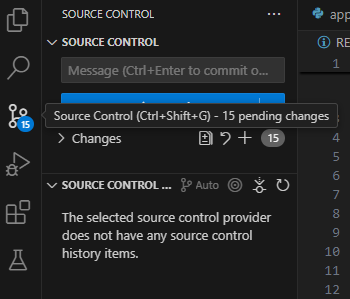 SOURCE CONTROL
...
app
SOURCE CONTROL
RE
Message (Ctrl+Enter to commit o...
1
Source Control (Ctrl+Shift+G) - 15 pending changes
15
Changes
15
3
4
5
SOURCE CONTROL ...
Auto
6
7
The selected source control provider
8
does not have any source control
9
history items.
10
11
12